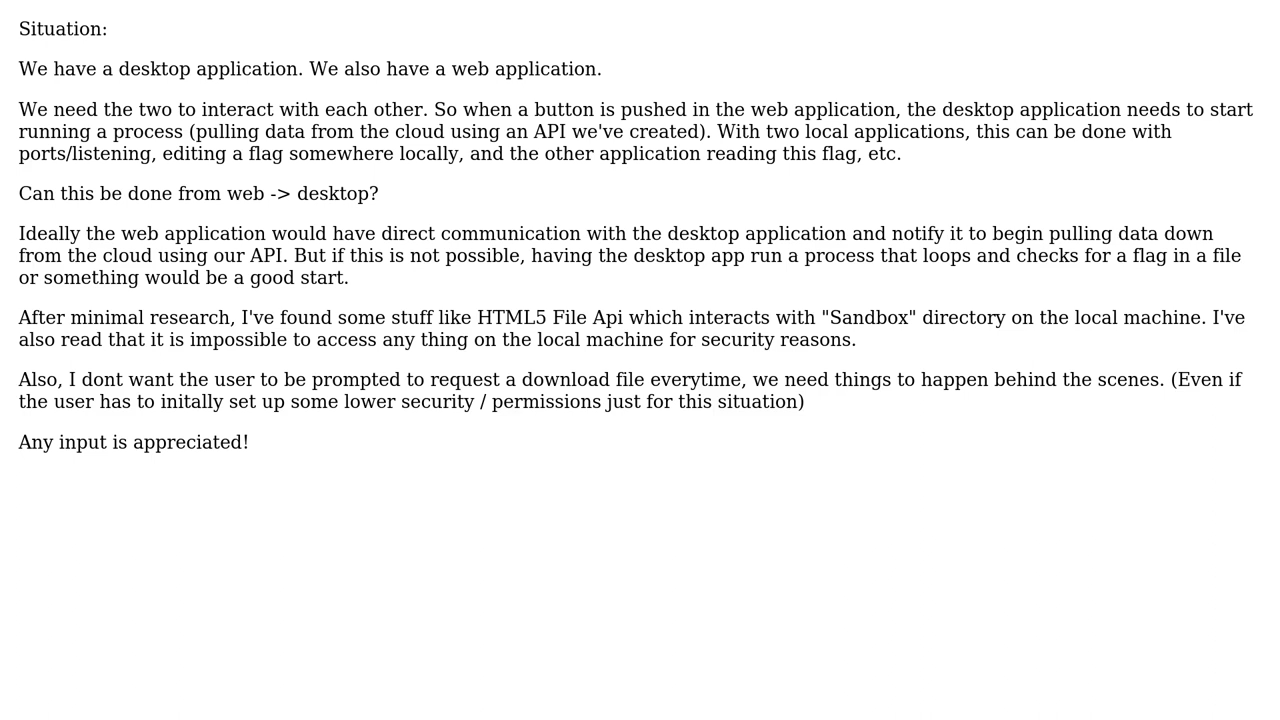 Situation:
We have a desktop application. We also have a web application.
We need the two to interact with each other. So when a button is pushed in the web application, the desktop application needs to start
running a process (pulling data from the cloud using an API we've created). With two local applications, this can be done with
ports/listening, editing a flag somewhere locally, and the other application reading this flag, etc.
Can this be done from web -> desktop?
Ideally the web application would have direct communication with the desktop application and notify it to begin pulling data down
from the cloud using our API. But if this is not possible, having the desktop app run a process that loops and checks for a flag in a file
or something would be a good start.
After minimal research, I've found some stuff like HTML5 File Api which interacts with "Sandbox" directory on the local machine. I've
also read that it is impossible to access any thing on the local machine for security reasons.
Also, I dont want the user to be prompted to request a download file everytime, we need things to happen behind the scenes. (Even if
the user has to initally set up some lower security / permissions just for this situation)
Any input is appreciated!